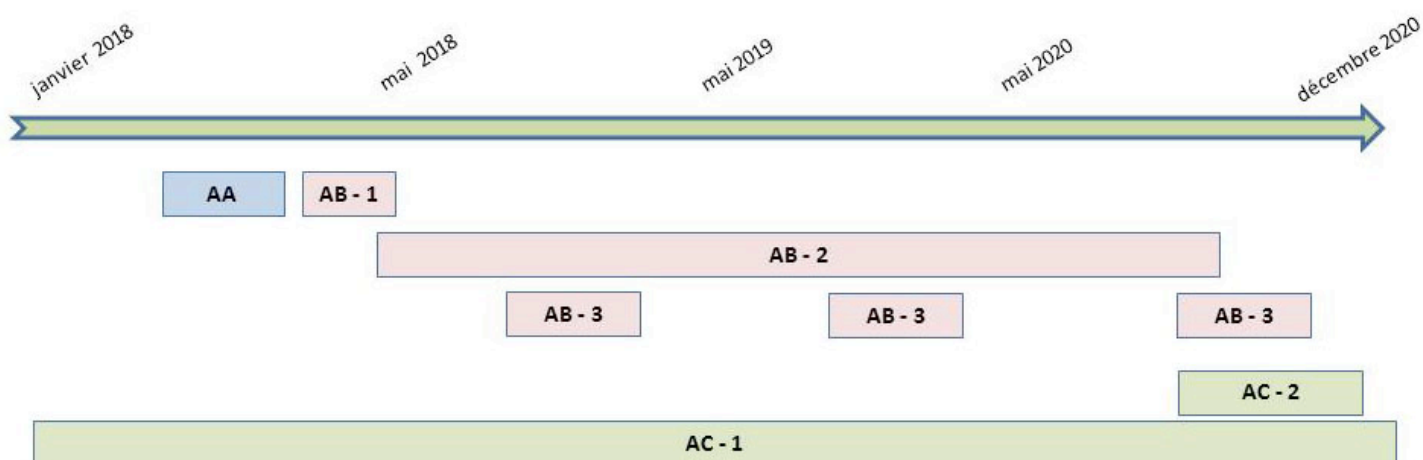 janvier 2018
mai 2018
mai 2019
mai 2020
décembre 2020
AA
AB - 1
AB - 2
AB - 3
AB - 3
AB - 3
AC - 2
AC - 1